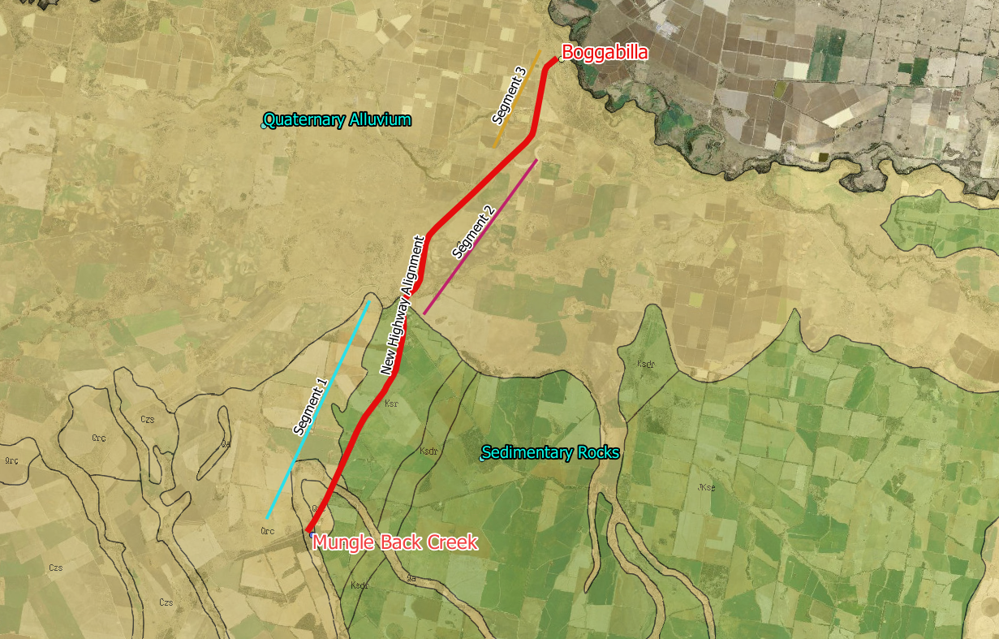 Boggabilla
Segment 3
Quaternary Alluvium
Segment 2
New Highway Alignment
Segment 1
Ksdr
Ksr
Czs
Qrc
Qa
Ksdr
Sedimentary Rocks
Qrc
JKse
Qrc
Mungle Back Creek
Czs
Ksdr
Qa
Czs